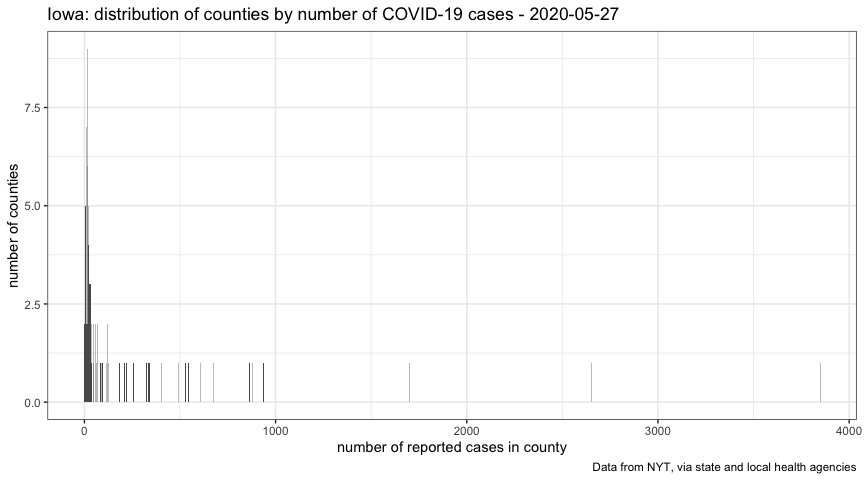 Iowa: distribution of counties by number of COVID-19 cases - 2020-05-27
7.5
5.0
2.5
0.0
number of counties
0 1000 2000 3000 4000
number of reported cases in county
Data from NYT, via state and local health agencies